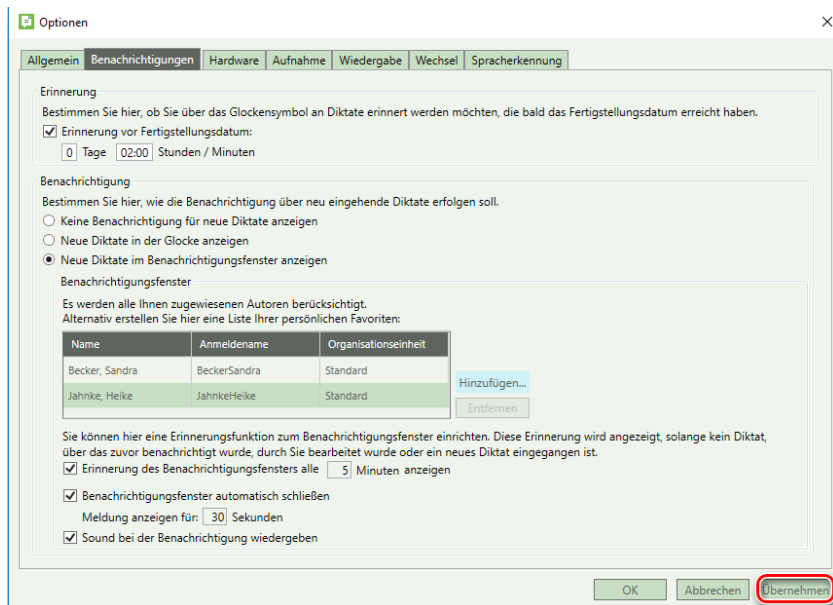 Optionen
Allgemein Benachrichtigungen Hardware Aufnahme Wiedergabe Wechsel Spracherkennung
Erinnerung
Bestimmen Sie hier, ob Sie über das Glockensymbol an Diktate erinnert werden möchten, die bald das Fertigstellungsdatum erreicht haben.
Erinnerung vor Fertigstellungsdatum:
0 Tage 02:00 Stunden / Minuten
Benachrichtigung
Bestimmen Sie hier, wie die Benachrichtigung über neu eingehende Diktate erfolgen soll.
Keine Benachrichtigung für neue Diktate anzeigen
Neue Diktate in der Glocke anzeigen
Neue Diktate im Benachrichtigungsfenster anzeigen
Benachrichtigungsfenster
Es werden alle Ihnen zugewiesenen Autoren berücksichtigt.
Alternativ erstellen Sie hier eine Liste Ihrer persönlichen Favoriten:
Name Anmeldename Organisationseinheit
Becker, Sandra BeckerSandra Standard
Jahnke, Heike JahnkeHeike Standard
Hinzufügen...
Entfernen
Sie können hier eine Erinnerungsfunktion zum Benachrichtigungsfenster einrichten. Diese Erinnerung wird angezeigt, solange kein Diktat,
über das zuvor benachrichtigt wurde, durch Sie bearbeitet wurde oder ein neues Diktat eingegangen ist.
Erinnerung des Benachrichtigungsfensters alle 5 Minuten anzeigen
Benachrichtigungsfenster automatisch schließen
Meldung anzeigen für: 30 Sekunden
Sound bei der Benachrichtigung wiedergeben
OK Abbrechen Übernehmen